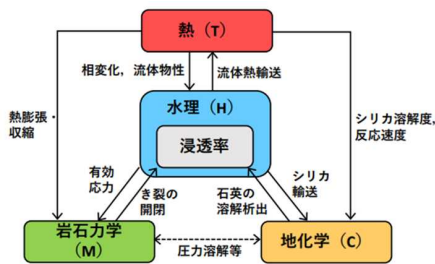 熱（T）
相変化，流体物性
流体熱輸送
熱膨張・
収縮
水理（H）
シリカ溶解度，
反応速度
浸透率
有効
応力
き裂の
開閉
石英の
溶解析出
シリカ
輸送
岩石力学
（M）
圧力溶解等
地化学（C）